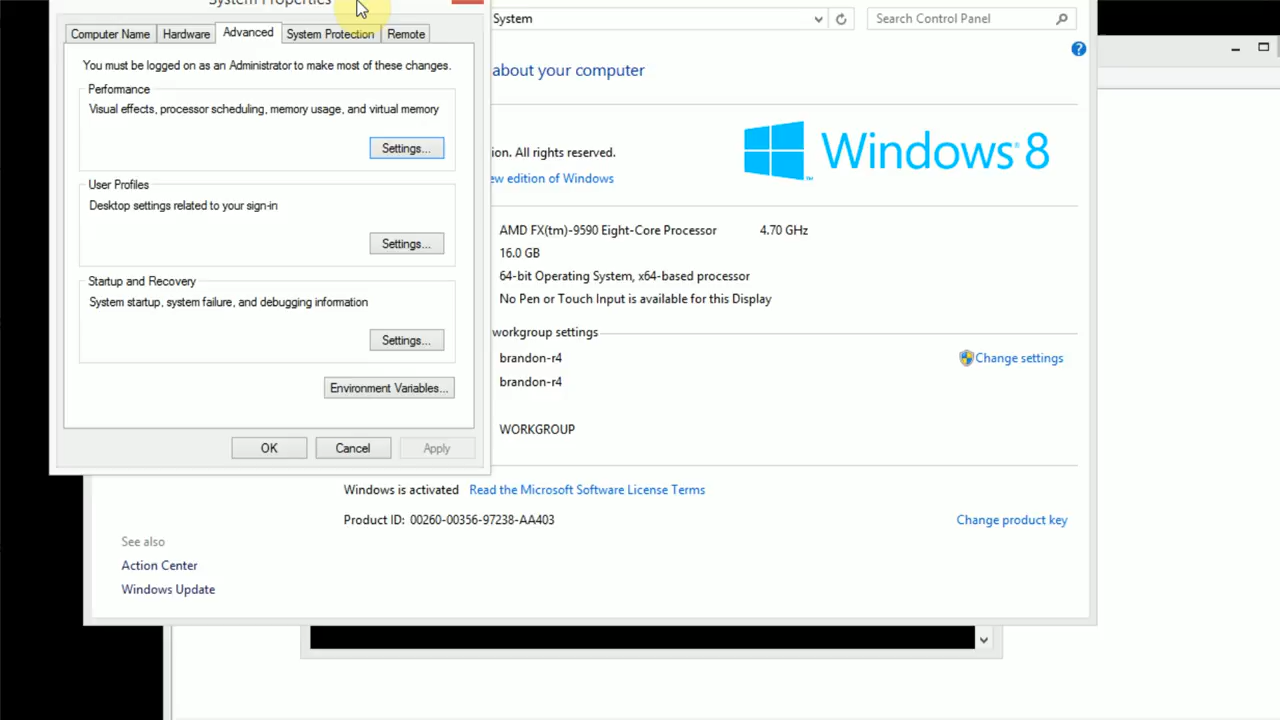 System Properties
Computer Name
Hardware
Advanced
System Protection
Remote
You must be logged on as an Administrator to make most of these changes.
Performance
Visual effects, processor scheduling, memory usage, and virtual memory
Settings...
User Profiles
Desktop settings related to your sign-in
Settings...
Startup and Recovery
System startup, system failure, and debugging information
Settings...
Environment Variables...
OK
Cancel
Apply
System
Search Control Panel
about your computer
ion. All rights reserved.
ew edition of Windows
Windows 8
AMD FX(tm)-9590 Eight-Core Processor 4.70 GHz
16.0 GB
64-bit Operating System, x64-based processor
No Pen or Touch Input is available for this Display
workgroup settings
brandon-r4
Change settings
brandon-r4
WORKGROUP
Windows is activated Read the Microsoft Software License Terms
Product ID: 00260-00356-97238-AA403
Change product key
See also
Action Center
Windows Update